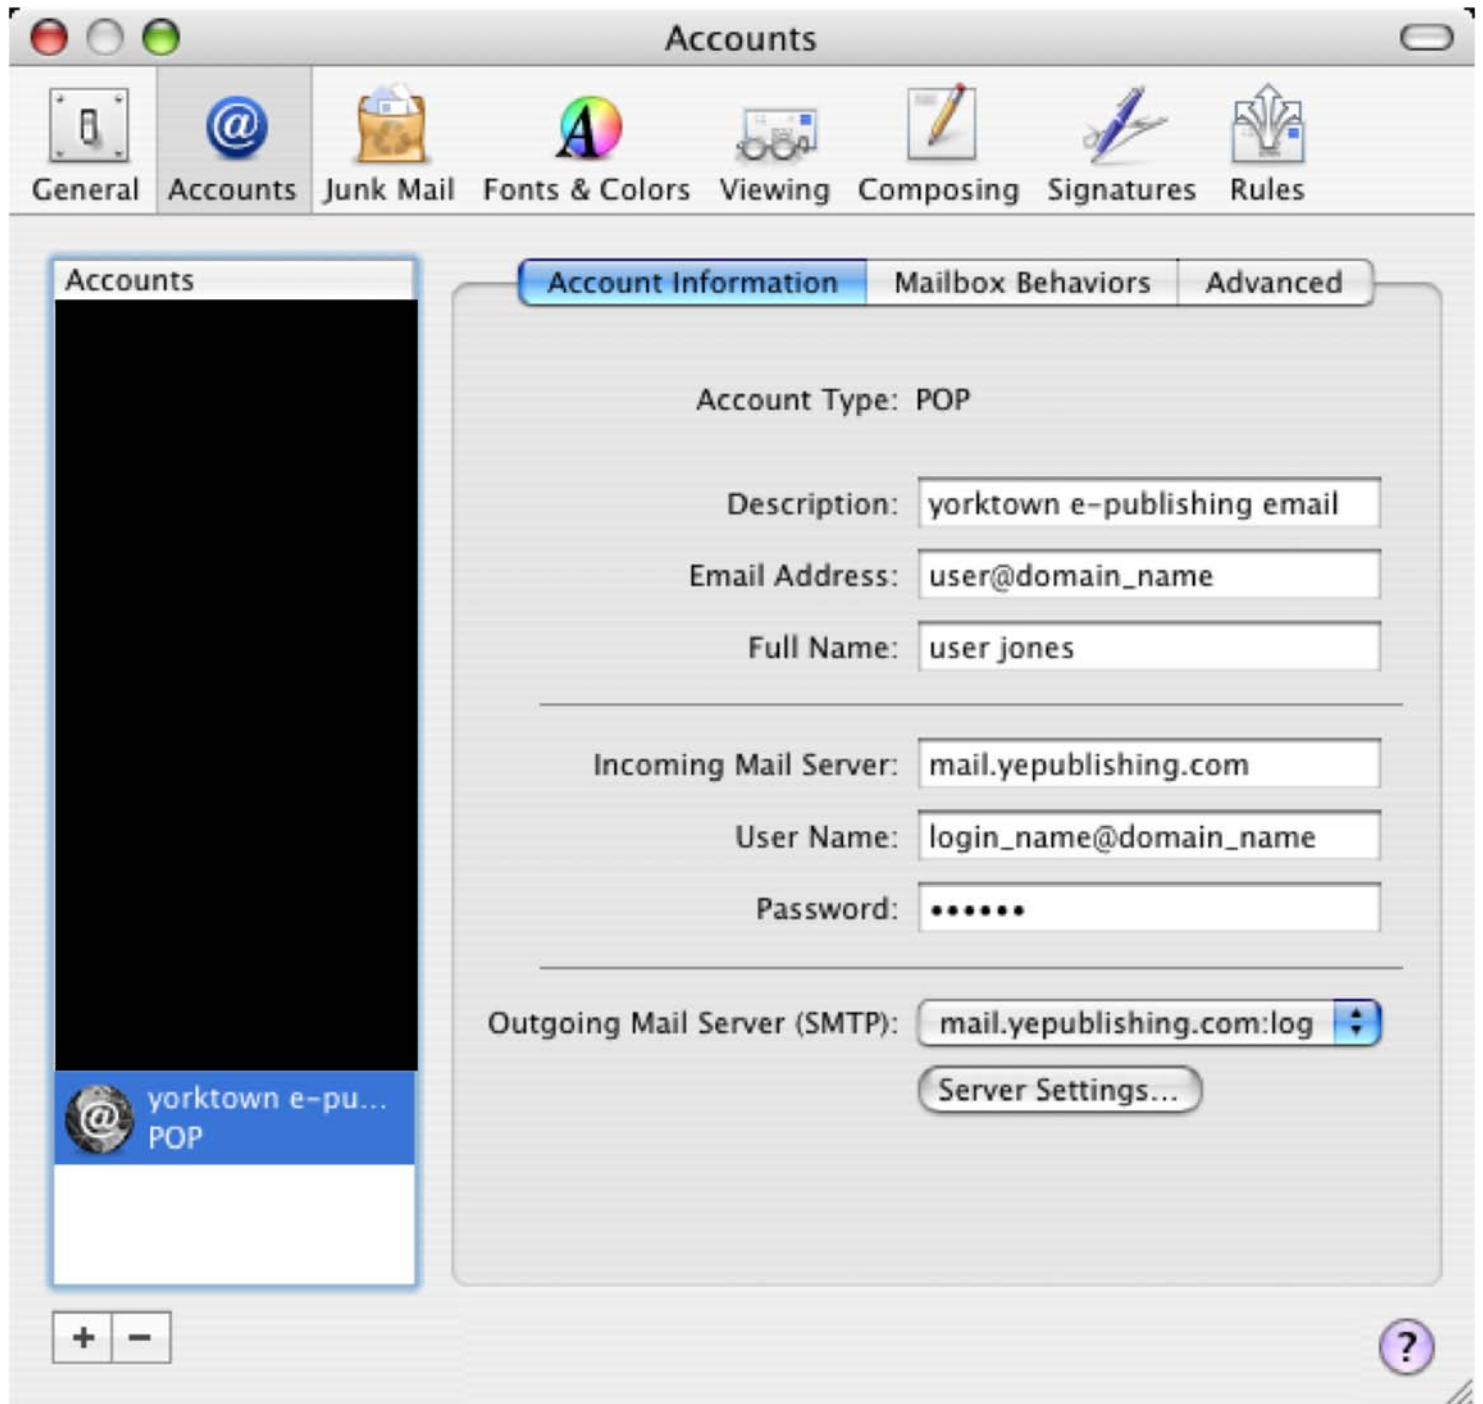 Accounts
General Accounts Junk Mail Fonts & Colors Viewing Composing Signatures Rules
Accounts
Account Information Mailbox Behaviors Advanced
Account Type: POP
Description: yorktown e-publishing email
Email Address: user@domain_name
Full Name: user jones
Incoming Mail Server: mail.yepublishing.com
User Name: login_name@domain_name
Password: ••••••
Outgoing Mail Server (SMTP): mail.yepublishing.com:log
Server Settings...
yorktown e-pu...
POP
+ −
?